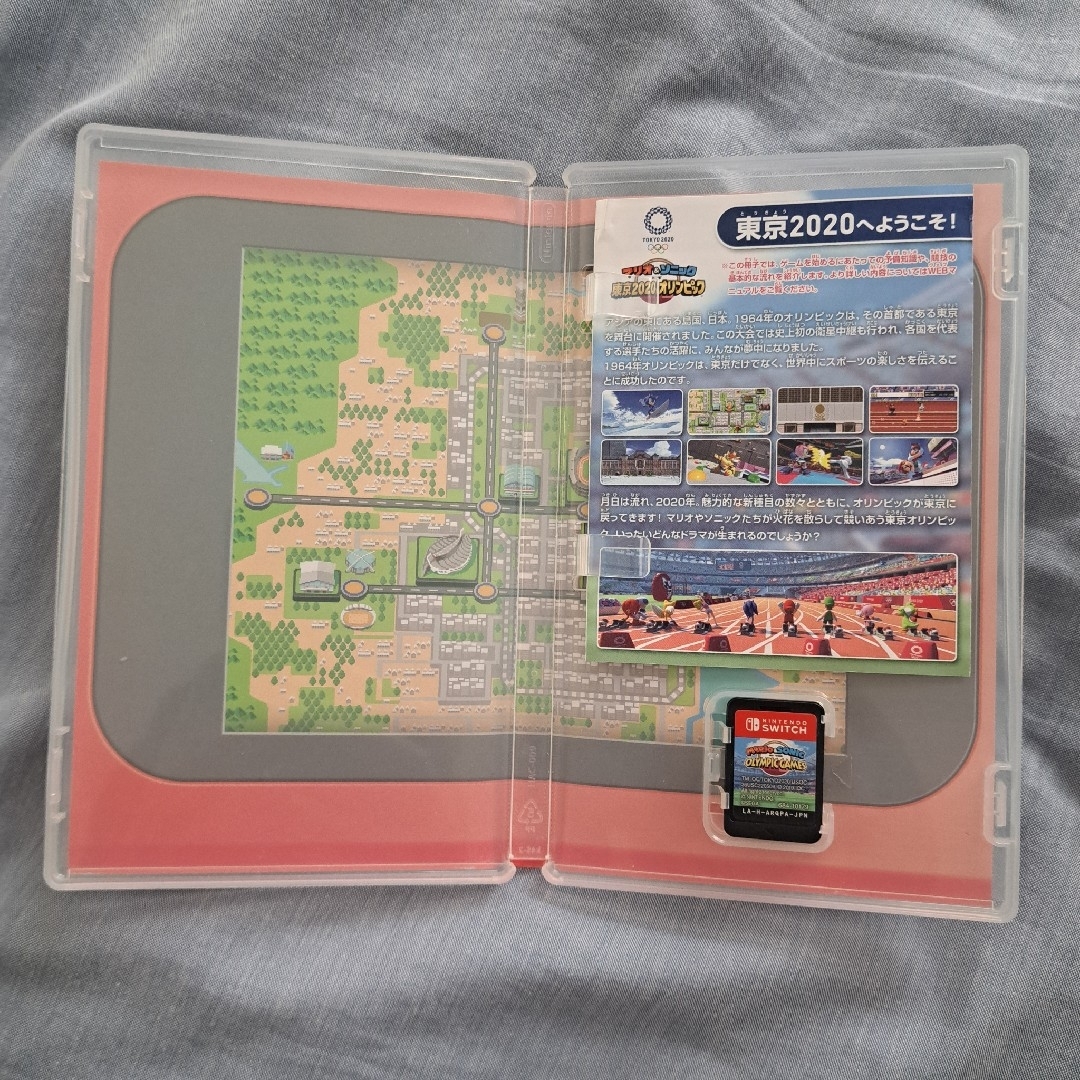 TOKYO 2020
東京2020へようこそ!
マリオ&ソニック
東京2020オリンピック
※この冊子では、ゲームを始めるにあたっての予備知識や、競技の
基本的な流れを紹介します。より詳しい内容についてはWEBマ
ニュアルをご覧ください。
アジアの東にある島国、日本。1964年のオリンピックは、その首都である東京
を舞台に開催されました。この大会では史上初の衛星中継も行われ、各国を代表
する選手たちの活躍に、みんなが夢中になりました。
1964年オリンピックは、東京だけでなく、世界中にスポーツの楽しさを伝えるこ
とに成功したのです。
月日は流れ、2020年。魅力的な新種目の数々とともに、オリンピックが東京に
戻ってきます！マリオやソニックたちが火花を散らして競いあう東京オリンピッ
ク、いったいどんなドラマが生まれるのでしょうか？
NINTENDO
SWITCH
MARIO & SONIC
OLYMPIC GAMES
LA-H-ARQPA-JPN